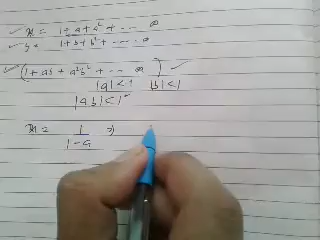 x = 1 + a + a² + ---- ∞
y = 1 + b + b² + ---- ∞
(1 + ab + a²b² + --- ∞)
|a| < 1 |b| < 1
|ab| < 1
x = 1/(1-a) ⇒